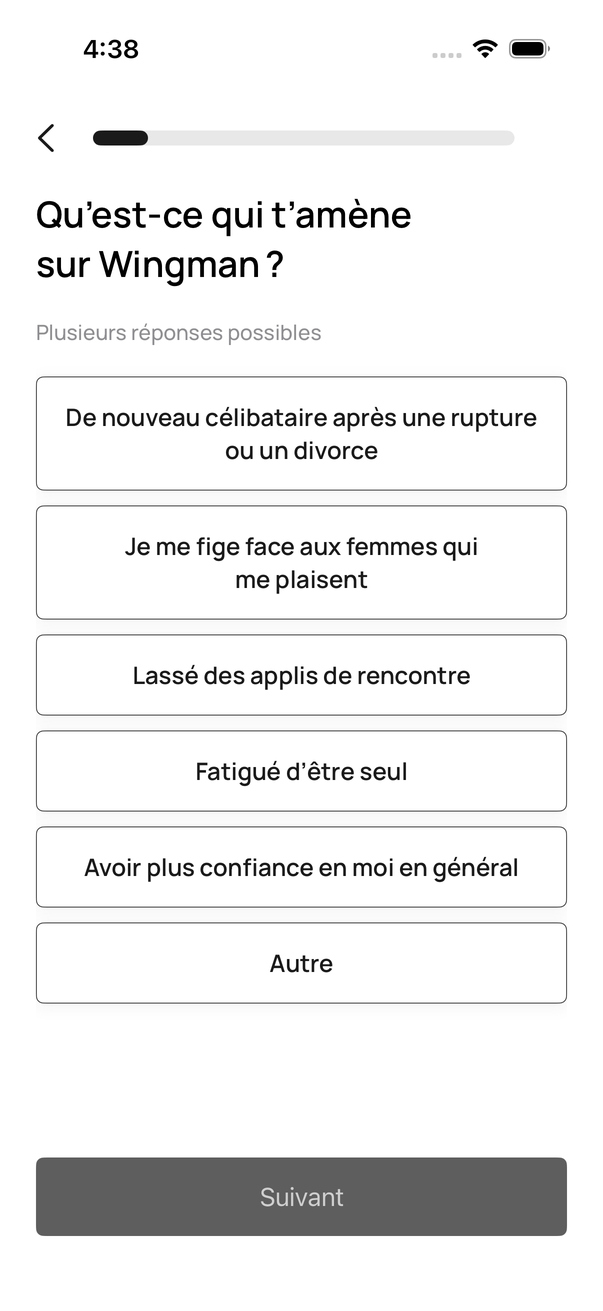 4:38
Qu’est-ce qui t’amène
sur Wingman ?
Plusieurs réponses possibles
De nouveau célibataire après une rupture
ou un divorce
Je me fige face aux femmes qui
me plaisent
Lassé des applis de rencontre
Fatigué d’être seul
Avoir plus confiance en moi en général
Autre
Suivant